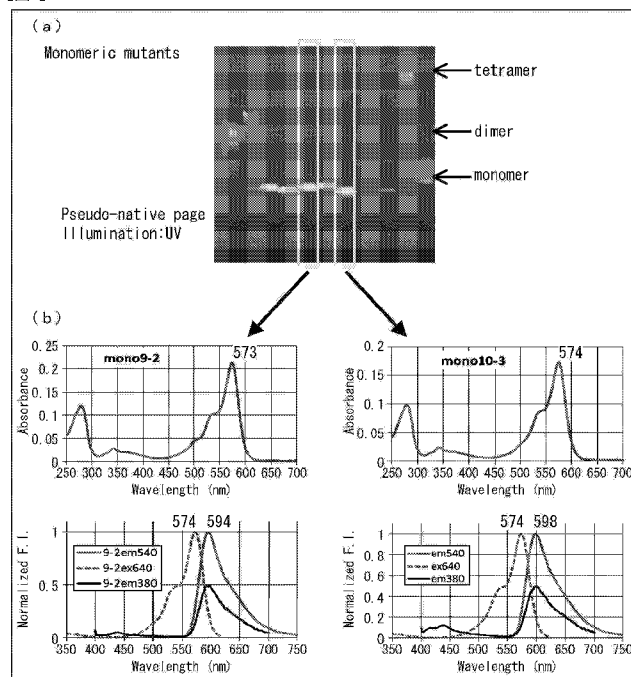 (a)
Monomeric mutants
tetramer
dimer
monomer
Pseudo-native page
Illumination:UV
(b)
mono9-2
573
Absorbance
0.25
0.2
0.15
0.1
0.05
0
250 300 350 400 450 500 550 600 650 700
Wavelength (nm)
mono10-3
574
Absorbance
0.2
0.15
0.1
0.05
0
250 300 350 400 450 500 550 600 650 700
Wavelength (nm)
574 594
Normalized F.I.
1
0.5
0
9-2em540
9-2ex640
9-2em380
350 400 450 500 550 600 650 700 750
Wavelength (nm)
574 598
Normalized F.I.
1
0.8
0.6
0.4
0.2
0
em540
ex640
em380
350 400 450 500 550 600 650 700 750
Wavelength (nm)